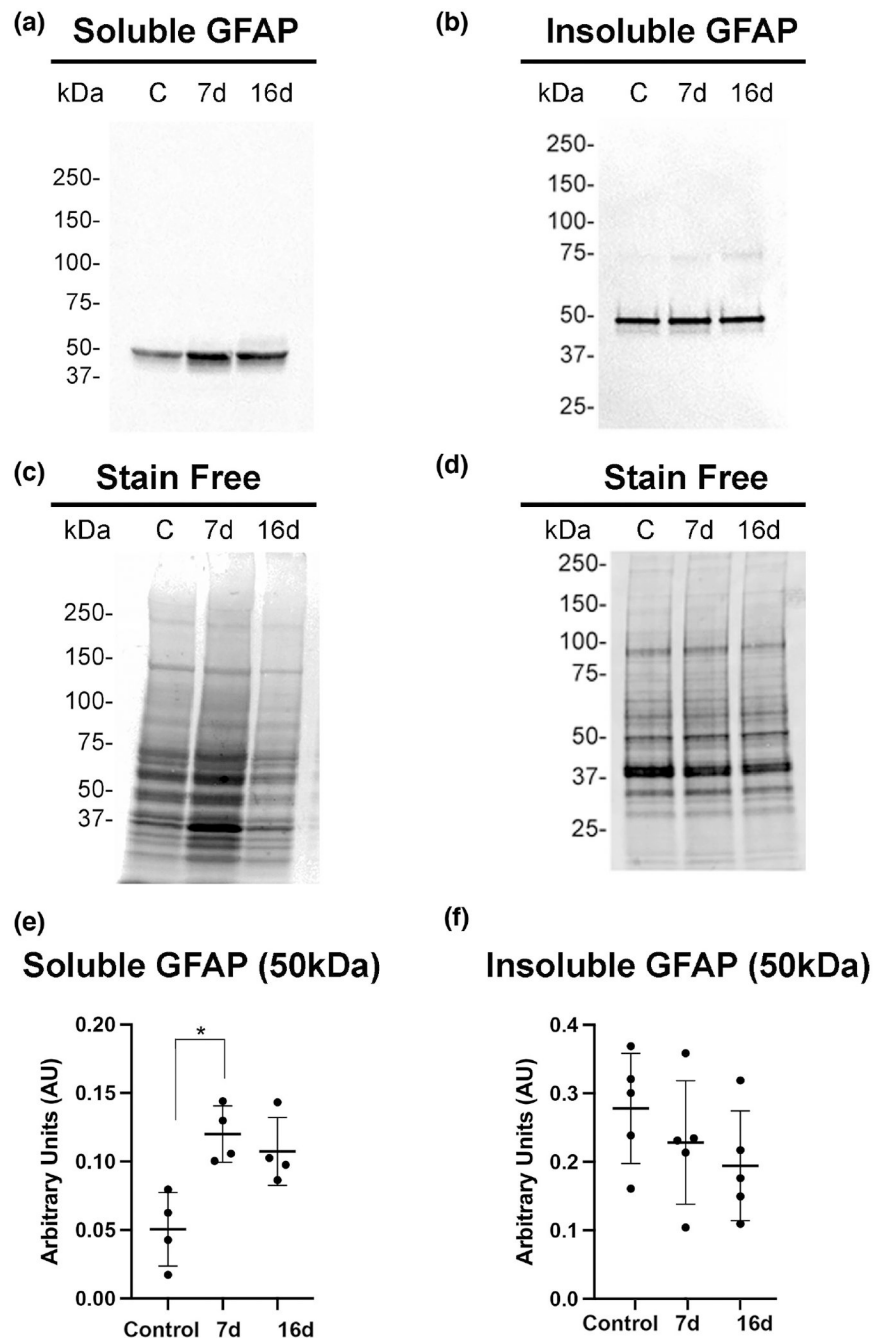 (a)
Soluble GFAP
kDa C 7d 16d
250-
150-
100-
75-
50-
37-
(b)
Insoluble GFAP
kDa C 7d 16d
250-
150-
100-
75-
50-
37-
25-
(c)
Stain Free
kDa C 7d 16d
250-
150-
100-
75-
50-
37-
(d)
Stain Free
kDa C 7d 16d
250-
150-
100-
75-
50-
37-
25-
(e)
Soluble GFAP (50kDa)
Arbitrary Units (AU)
0.20
0.15
0.10
0.05
0.00
*
Control 7d 16d
(f)
Insoluble GFAP (50kDa)
Arbitrary Units (AU)
0.4
0.3
0.2
0.1
0.0
Control 7d 16d